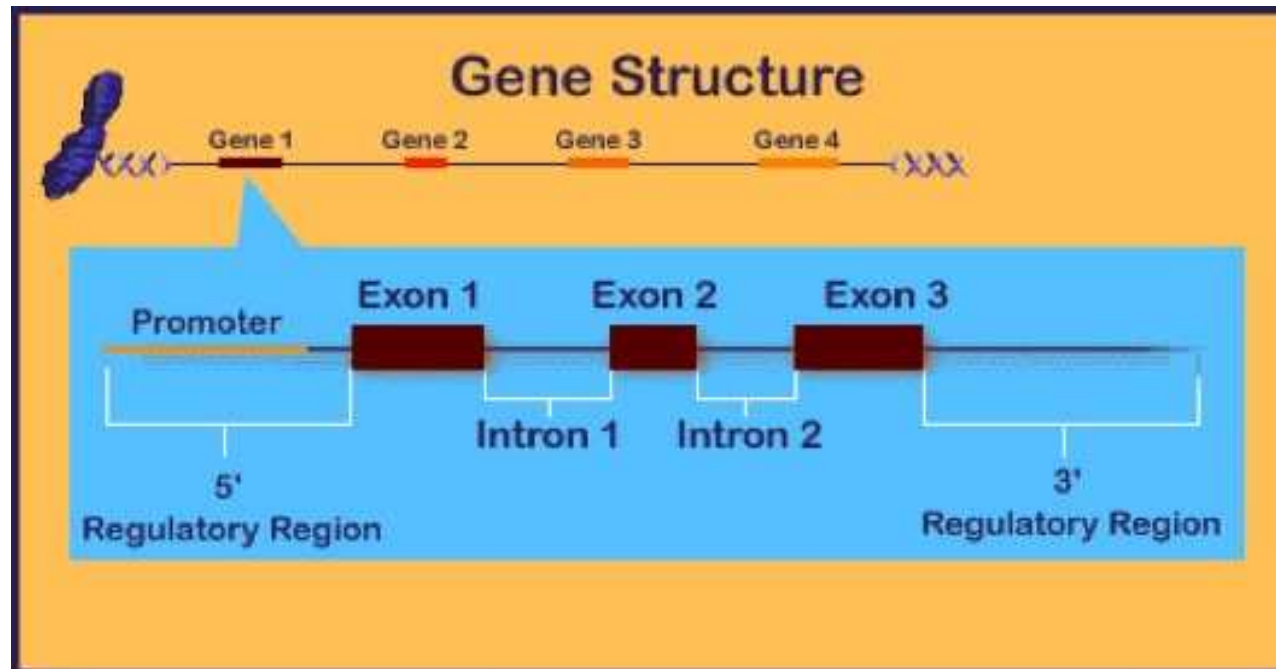 Gene Structure
Gene 1 Gene 2 Gene 3 Gene 4
Exon 1 Exon 2 Exon 3
Promoter
Intron 1 Intron 2
5' 3'
Regulatory Region Regulatory Region